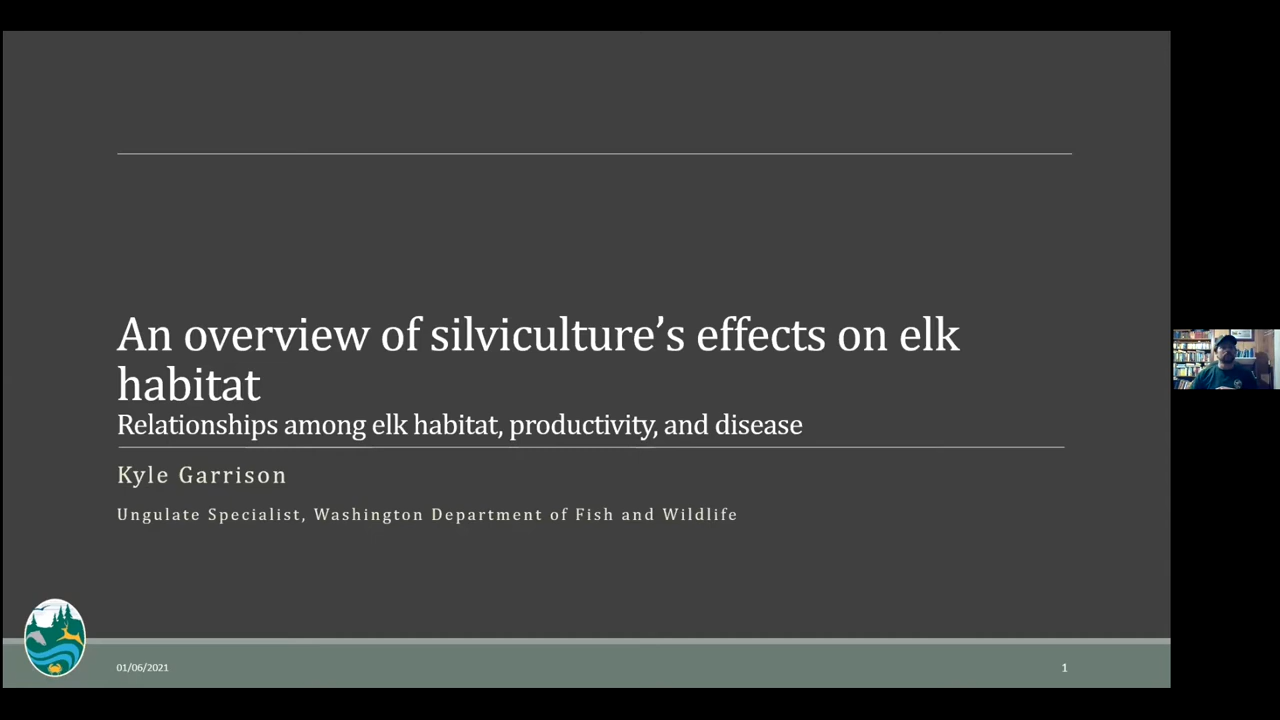 An overview of silviculture’s effects on elk
habitat
Relationships among elk habitat, productivity, and disease
Kyle Garrison
Ungulate Specialist, Washington Department of Fish and Wildlife
01/06/2021
1